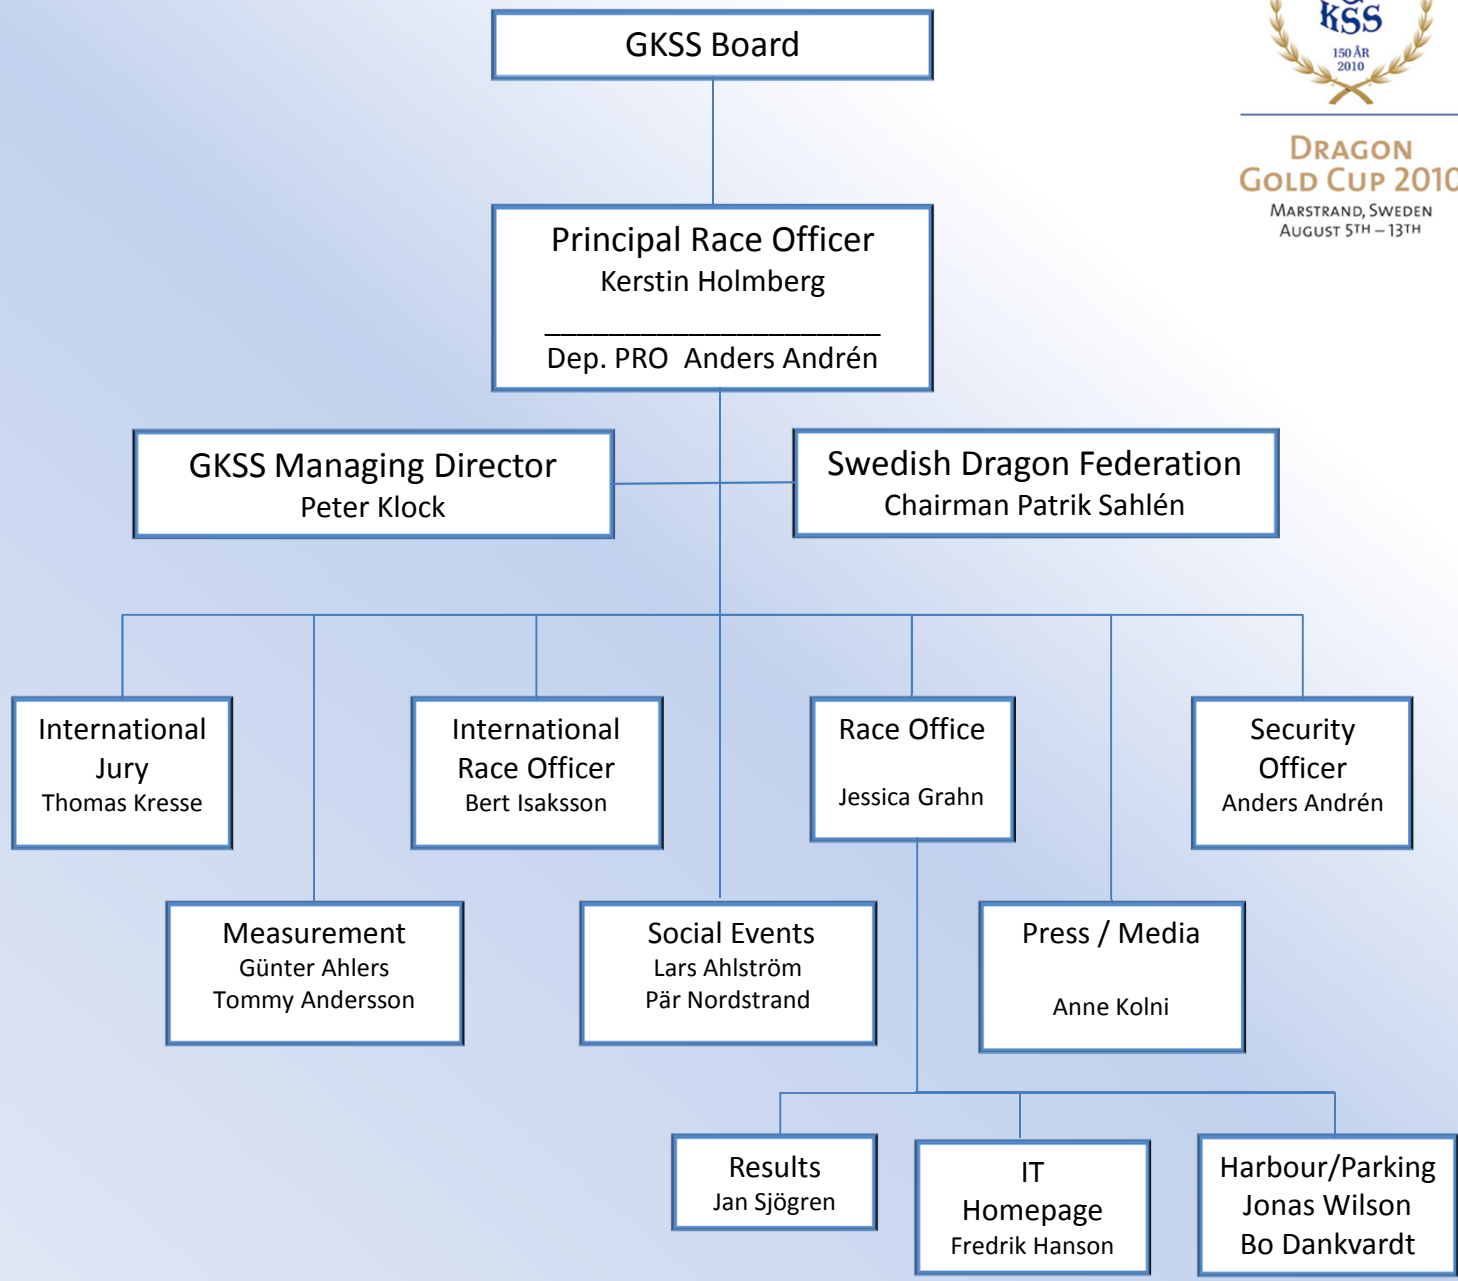 GKSS Board
KSS
150 ÅR
2010
DRAGON
GOLD CUP 2010
MARSTRAND, SWEDEN
AUGUST 5TH – 13TH
Principal Race Officer
Kerstin Holmberg
Dep. PRO Anders Andrén
GKSS Managing Director
Peter Klock
Swedish Dragon Federation
Chairman Patrik Sahlén
International
Jury
Thomas Kresse
International
Race Officer
Bert Isaksson
Race Office
Jessica Grahn
Security
Officer
Anders Andrén
Measurement
Günter Ahlers
Tommy Andersson
Social Events
Lars Ahlström
Pär Nordstrand
Press / Media
Anne Kolni
Results
Jan Sjögren
IT
Homepage
Fredrik Hanson
Harbour/Parking
Jonas Wilson
Bo Dankvardt